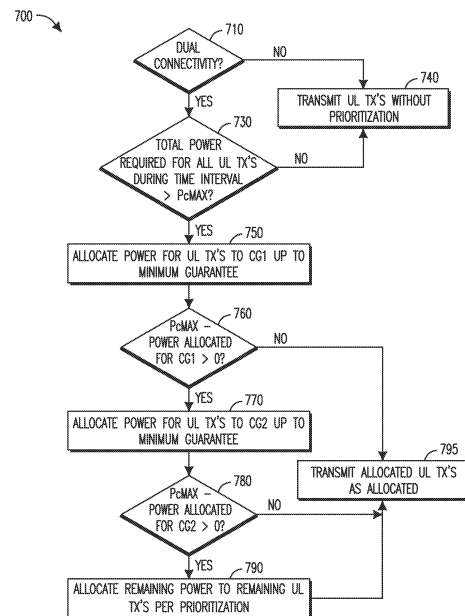 700
710
DUAL
CONNECTIVITY?
NO
YES
740
TRANSMIT UL TX'S WITHOUT
PRIORITIZATION
730
TOTAL POWER
REQUIRED FOR ALL UL TX'S
DURING TIME INTERVAL
> PcMAX?
NO
YES
750
ALLOCATE POWER FOR UL TX'S TO CG1 UP TO
MINIMUM GUARANTEE
760
PcMAX –
POWER ALLOCATED
FOR CG1 > 0?
NO
YES
770
ALLOCATE POWER FOR UL TX'S TO CG2 UP TO
MINIMUM GUARANTEE
795
TRANSMIT ALLOCATED UL TX'S
AS ALLOCATED
780
PcMAX –
POWER ALLOCATED
FOR CG2 > 0?
NO
YES
790
ALLOCATE REMAINING POWER TO REMAINING UL
TX'S PER PRIORITIZATION